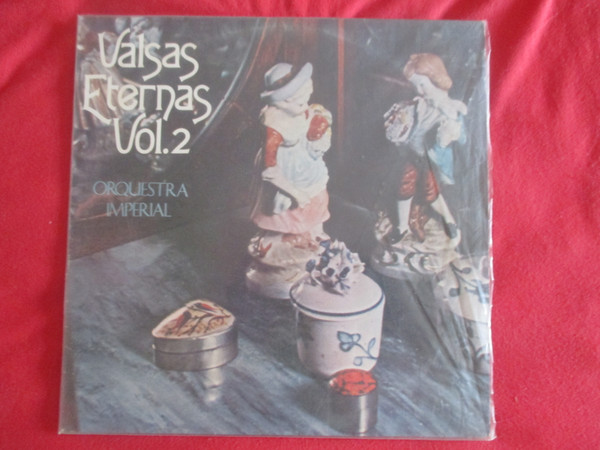 Valsas
Eternas
Vol.2
ORQUESTRA
IMPERIAL